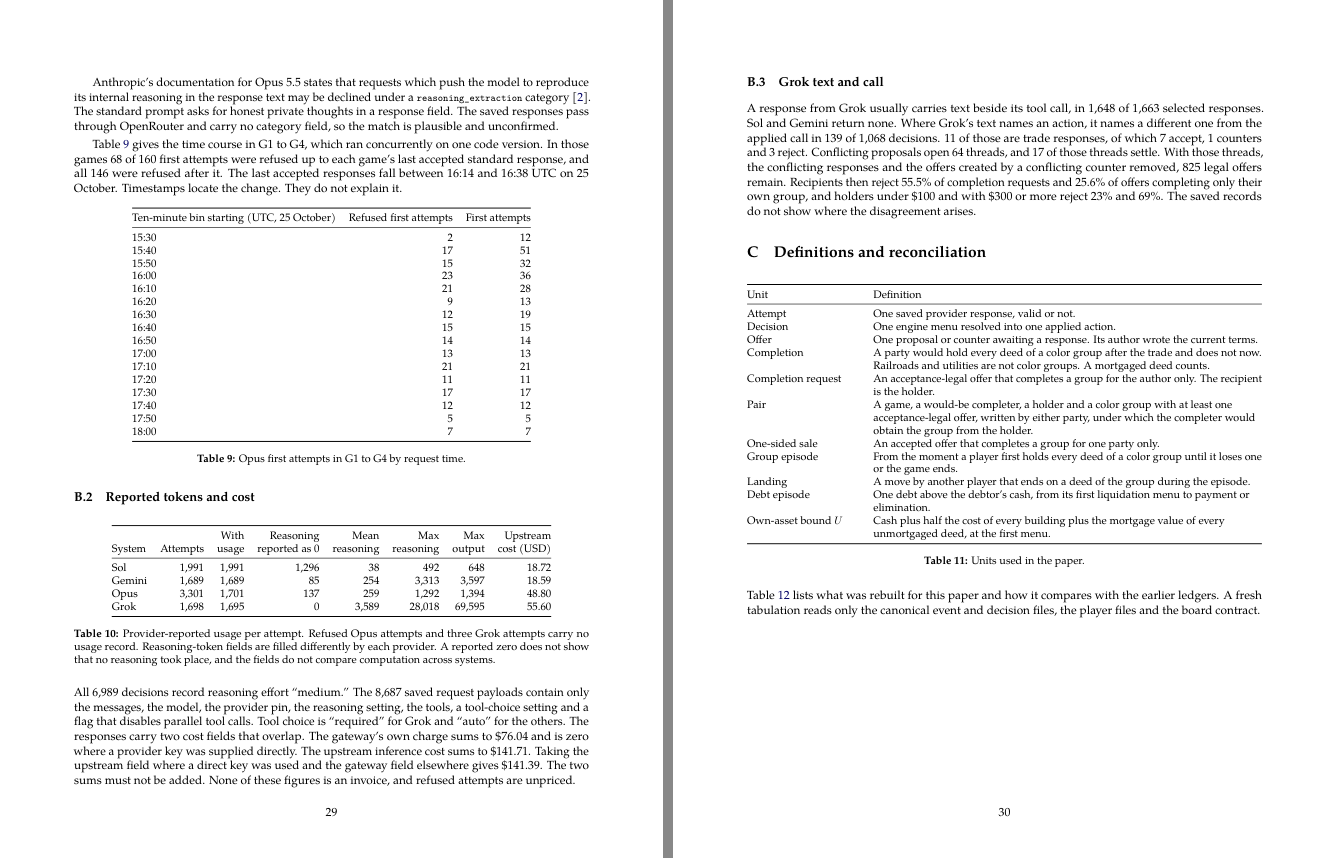 Anthropic's documentation for Opus 5.5 states that requests which push the model to reproduce
its internal reasoning in the response text may be declined under a reasoning_extraction category [2].
The standard prompt asks for honest private thoughts in a response field. The saved responses pass
through OpenRouter and carry no category field, so the match is plausible and unconfirmed.
Table 9 gives the time course in G1 to G4, which ran concurrently on one code version. In those
games 68 of 160 first attempts were refused up to each game's last accepted standard response, and
all 146 were refused after it. The last accepted responses fall between 16:14 and 16:38 UTC on 25
October. Timestamps locate the change. They do not explain it.
Ten-minute bin starting (UTC, 25 October) Refused first attempts First attempts
15:30 2 12
15:40 17 51
15:50 15 32
16:00 23 36
16:10 21 28
16:20 9 13
16:30 12 19
16:40 15 15
16:50 14 14
17:00 13 13
17:10 21 21
17:20 11 11
17:30 17 17
17:40 12 12
17:50 5 5
18:00 7 7
Table 9: Opus first attempts in G1 to G4 by request time.
B.2 Reported tokens and cost
With Reasoning Mean Max Max Upstream
System Attempts usage reported as 0 reasoning reasoning output cost (USD)
Sol 1,991 1,991 1,296 38 492 648 18.72
Gemini 1,689 1,689 85 254 3,313 3,597 18.59
Opus 3,301 1,701 137 259 1,292 1,394 48.80
Grok 1,698 1,695 0 3,589 28,018 69,595 55.60
Table 10: Provider-reported usage per attempt. Refused Opus attempts and three Grok attempts carry no
usage record. Reasoning-token fields are filled differently by each provider. A reported zero does not show
that no reasoning took place, and the fields do not compare computation across systems.
All 6,989 decisions record reasoning effort "medium." The 8,687 saved request payloads contain only
the messages, the model, the provider pin, the reasoning setting, the tools, a tool-choice setting and a
flag that disables parallel tool calls. Tool choice is "required" for Grok and "auto" for the others. The
responses carry two cost fields that overlap. The gateway's own charge sums to $76.04 and is zero
where a provider key was supplied directly. The upstream inference cost sums to $141.71. Taking the
upstream field where a direct key was used and the gateway field elsewhere gives $141.39. The two
sums must not be added. None of these figures is an invoice, and refused attempts are unpriced.
29
B.3 Grok text and call
A response from Grok usually carries text beside its tool call, in 1,648 of 1,663 selected responses.
Sol and Gemini return none. Where Grok's text names an action, it names a different one from the
applied call in 139 of 1,068 decisions. 11 of those are trade responses, of which 7 accept, 1 counters
and 3 reject. Conflicting proposals open 64 threads, and 17 of those threads settle. With those threads,
the conflicting responses and the offers created by a conflicting counter removed, 825 legal offers
remain. Recipients then reject 55.5% of completion requests and 25.6% of offers completing only their
own group, and holders under $100 and with $300 or more reject 23% and 69%. The saved records
do not show where the disagreement arises.
C Definitions and reconciliation
Unit Definition
Attempt One saved provider response, valid or not.
Decision One engine menu resolved into one applied action.
Offer One proposal or counter awaiting a response. Its author wrote the current terms.
Completion A party would hold every deed of a color group after the trade and does not now.
Railroads and utilities are not color groups. A mortgaged deed counts.
Completion request An acceptance-legal offer that completes a group for the author only. The recipient
is the holder.
Pair A game, a would-be completer, a holder and a color group with at least one
acceptance-legal offer, written by either party, under which the completer would
obtain the group from the holder.
One-sided sale An accepted offer that completes a group for one party only.
Group episode From the moment a player first holds every deed of a color group until it loses one
or the game ends.
Landing A move by another player that ends on a deed of the group during the episode.
Debt episode One debt above the debtor's cash, from its first liquidation menu to payment or
elimination.
Own-asset bound U Cash plus half the cost of every building plus the mortgage value of every
unmortgaged deed, at the first menu.
Table 11: Units used in the paper.
Table 12 lists what was rebuilt for this paper and how it compares with the earlier ledgers. A fresh
tabulation reads only the canonical event and decision files, the player files and the board contract.
30